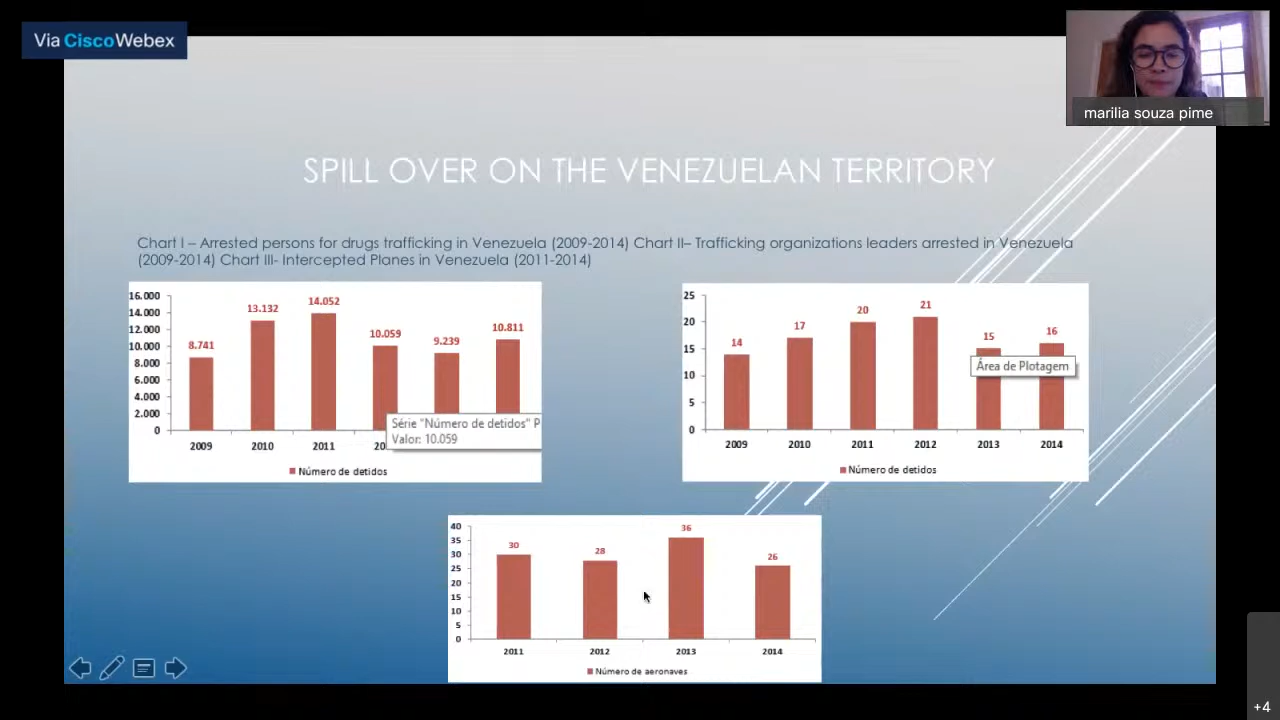 Via CiscoWebex
marilia souza pime
SPILL OVER ON THE VENEZUELAN TERRITORY
Chart I – Arrested persons for drugs trafficking in Venezuela (2009-2014) Chart II– Trafficking organizations leaders arrested in Venezuela
(2009-2014) Chart III- Intercepted Planes in Venezuela (2011-2014)
16.000
14.000
12.000
10.000
8.000
6.000
4.000
2.000
0
8.741
13.132
14.052
10.059
9.239
10.811
Série "Número de detidos" P
Valor: 10.059
2009 2010 2011 20
Número de detidos
25
20
15
10
5
0
14
17
20
21
15
16
Área de Plotagem
2009 2010 2011 2012 2013 2014
Número de detidos
40
35
30
25
20
15
10
5
0
30
28
36
26
2011 2012 2013 2014
Número de aeronaves
+4